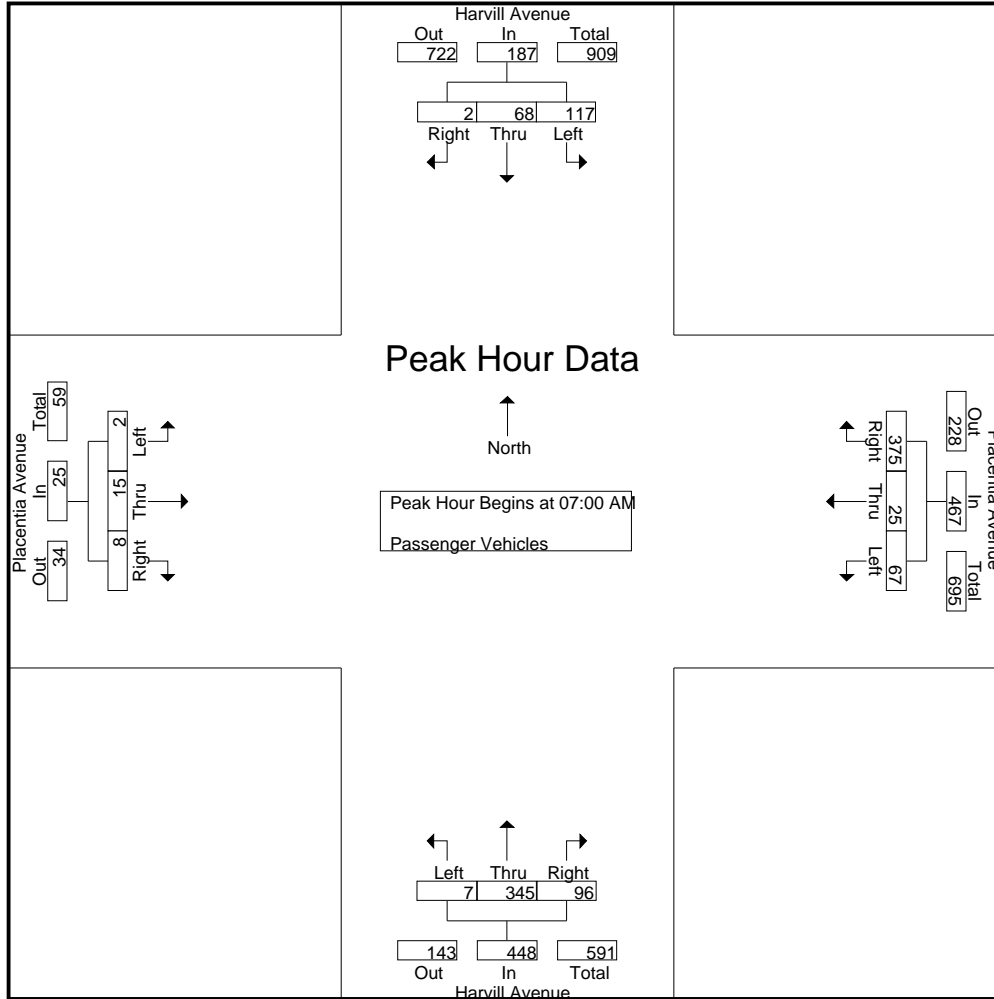 Harvill Avenue
Out In Total
722 187 909
2 68 117
Right Thru Left
Peak Hour Data
North
Peak Hour Begins at 07:00 AM
Passenger Vehicles
Placentia Avenue
Total In Out
59 25 34
2 15 8
Left Thru Right
Placentia Avenue
Out In Total
228 467 695
375 25 67
Right Thru Left
Left Thru Right
7 345 96
143 448 591
Out In Total
Harvill Avenue